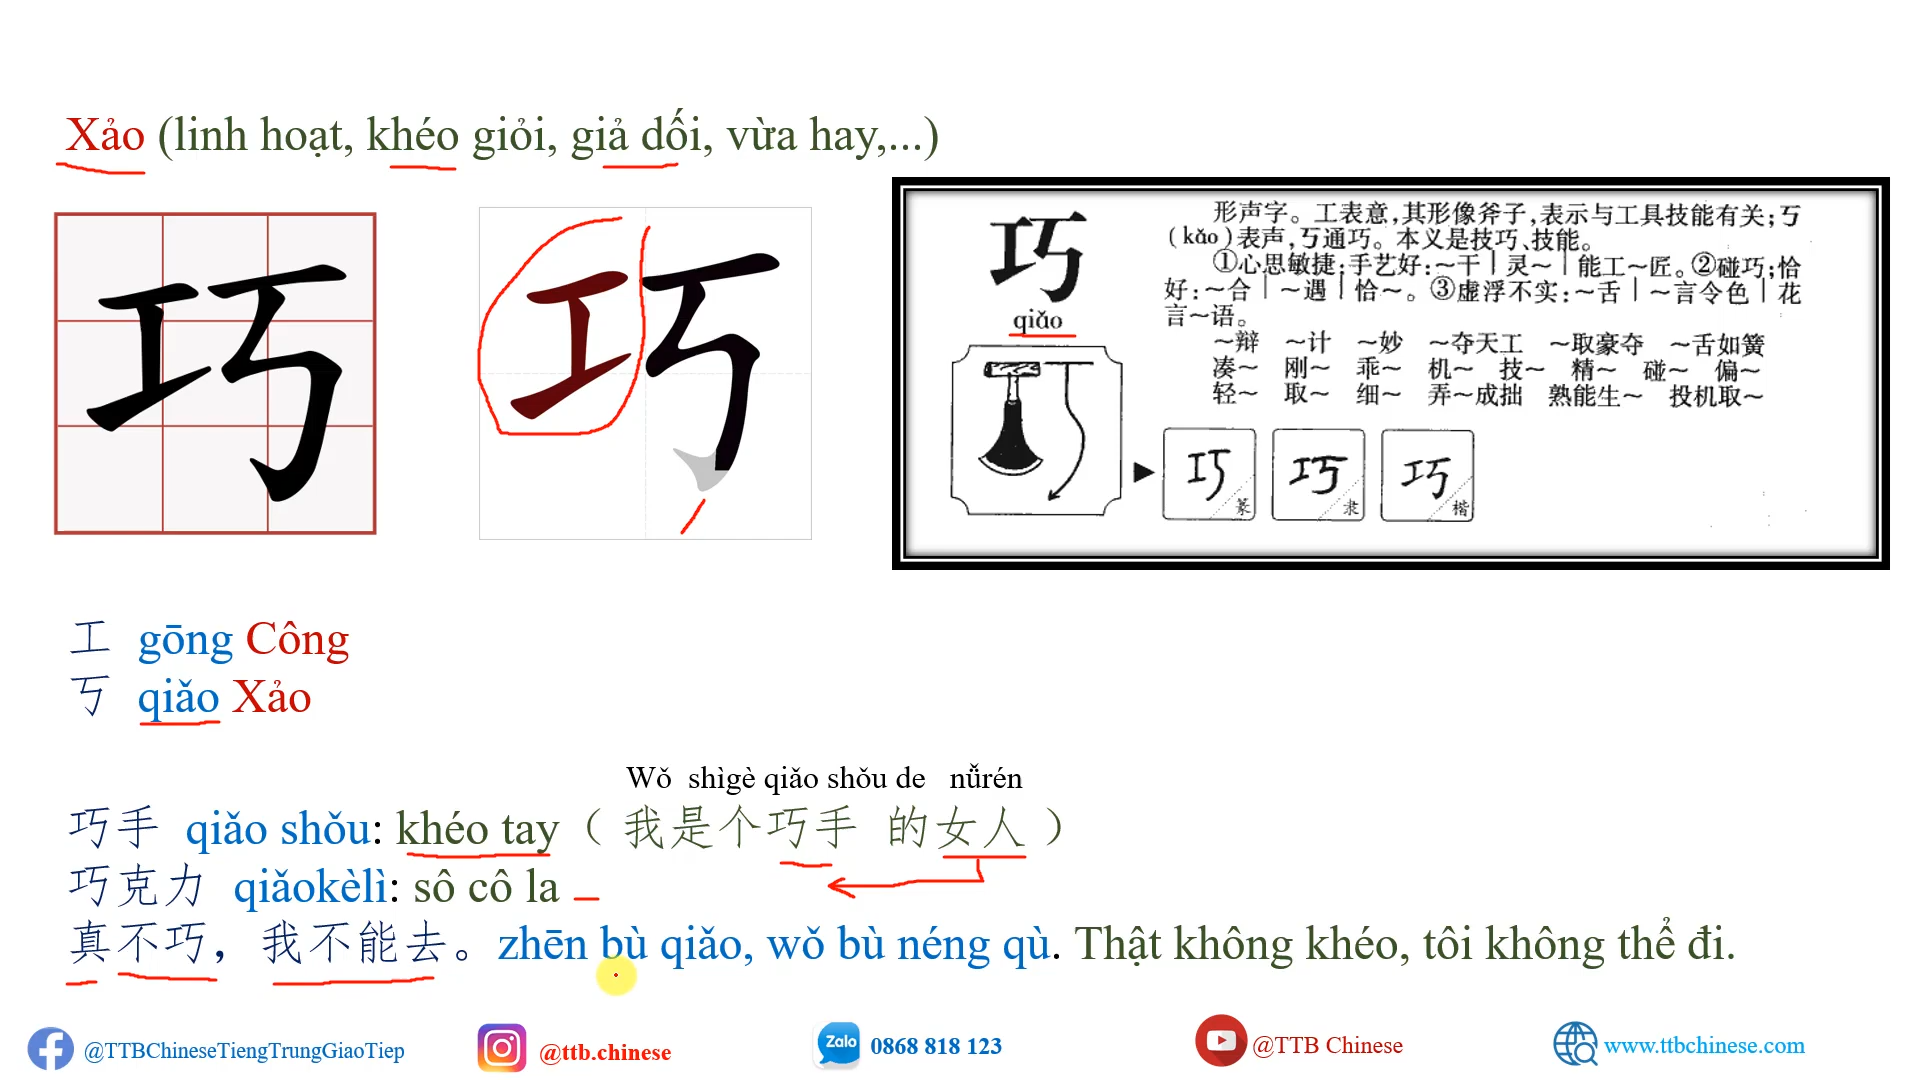 Xảo (linh hoạt, khéo giỏi, giả dối, vừa hay,...)
巧
巧
巧
qiǎo
形声字。工表意,其形像斧子,表示与工具技能有关;丂
(kǎo)表声,丂通巧。本义是技巧、技能。
①心思敏捷;手艺好:～干｜灵～｜能工～匠。②碰巧;恰
好:～合｜～遇｜恰～。③虚浮不实:～舌｜～言令色｜花
言～语。
～辩 ～计 ～妙 ～夺天工 ～取豪夺 ～舌如簧
凑～ 刚～ 乖～ 机～ 技～ 精～ 碰～ 偏～
轻～ 取～ 细～ 弄～成拙 熟能生～ 投机取～
巧 篆 巧 隶 巧 楷
工 gōng Công
丂 qiǎo Xảo
Wǒ shìgè qiǎo shǒu de nǚrén
巧手 qiǎo shǒu: khéo tay（ 我是个巧手 的女人 ）
巧克力 qiǎokèlì: sô cô la
真不巧，我不能去。zhēn bù qiǎo, wǒ bù néng qù. Thật không khéo, tôi không thể đi.
@TTBChineseTiengTrungGiaoTiep
@ttb.chinese
Zalo 0868 818 123
@TTB Chinese
www.ttbchinese.com